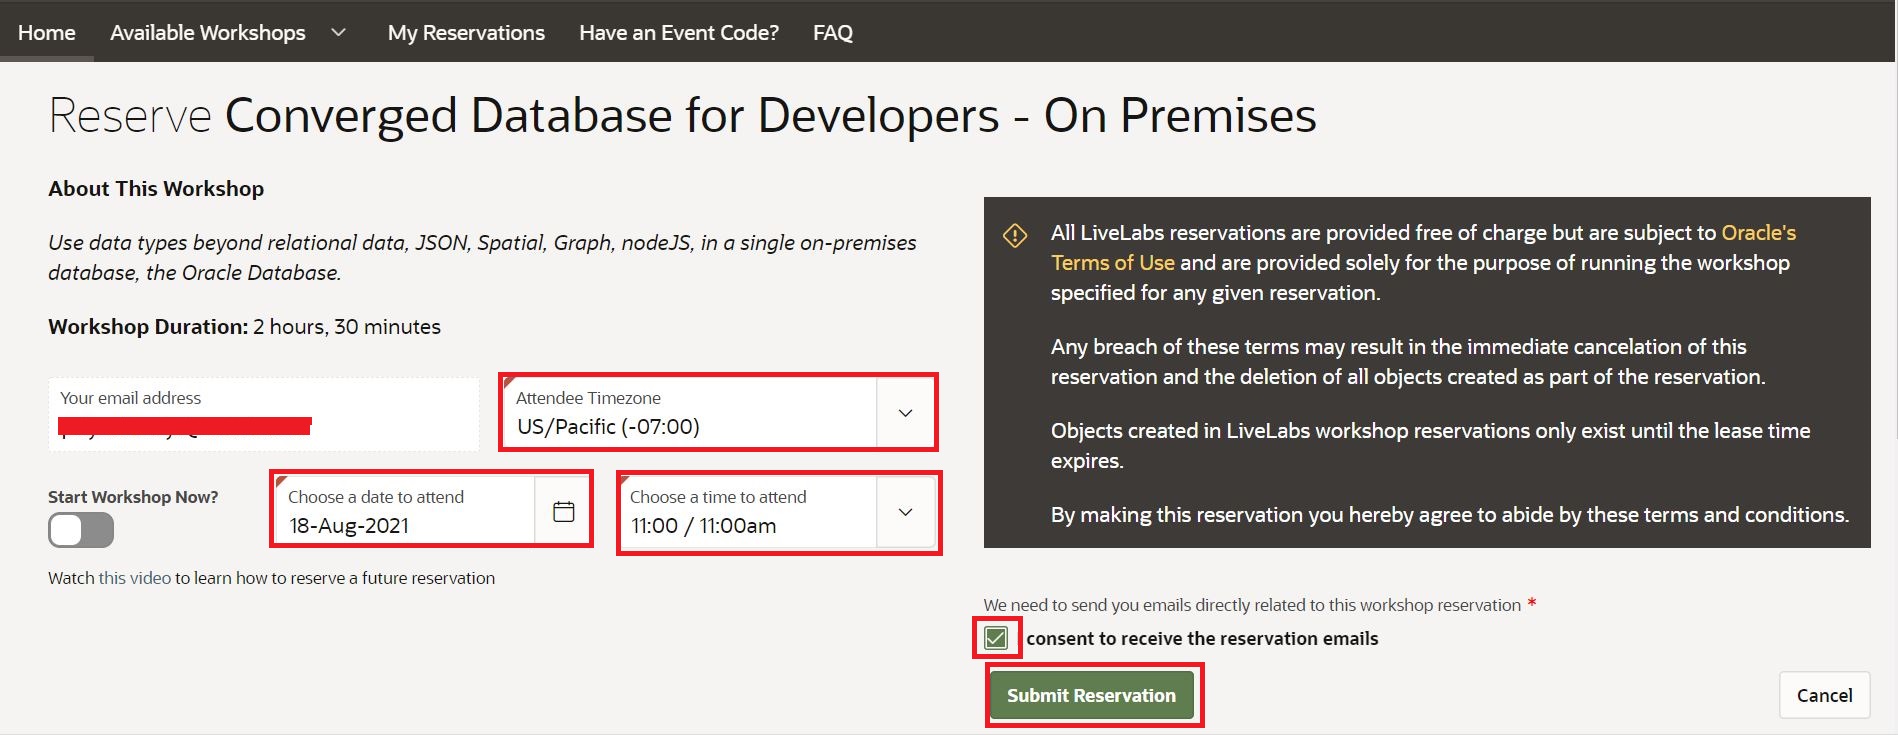 Home Available Workshops My Reservations Have an Event Code? FAQ
Reserve Converged Database for Developers - On Premises
About This Workshop
Use data types beyond relational data, JSON, Spatial, Graph, nodeJS, in a single on-premises
database, the Oracle Database.
Workshop Duration: 2 hours, 30 minutes
Your email address
Attendee Timezone
US/Pacific (-07:00)
Start Workshop Now?
Choose a date to attend
18-Aug-2021
Choose a time to attend
11:00 / 11:00am
Watch this video to learn how to reserve a future reservation
All LiveLabs reservations are provided free of charge but are subject to Oracle's
Terms of Use and are provided solely for the purpose of running the workshop
specified for any given reservation.
Any breach of these terms may result in the immediate cancelation of this
reservation and the deletion of all objects created as part of the reservation.
Objects created in LiveLabs workshop reservations only exist until the lease time
expires.
By making this reservation you hereby agree to abide by these terms and conditions.
We need to send you emails directly related to this workshop reservation *
consent to receive the reservation emails
Submit Reservation
Cancel